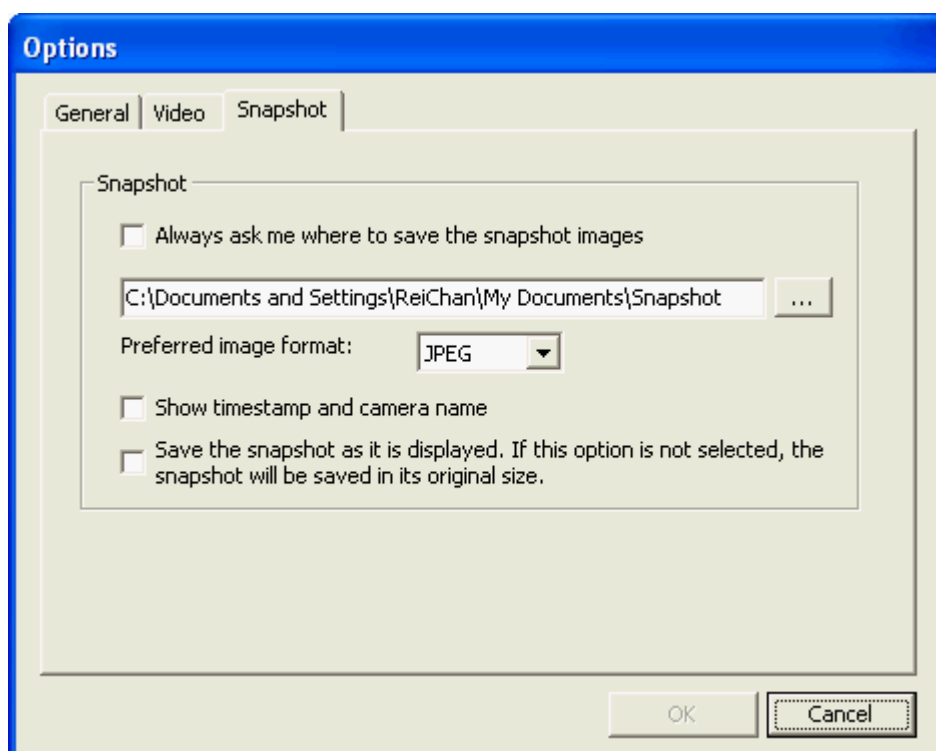 Options
General Video Snapshot
Snapshot
Always ask me where to save the snapshot images
C:\Documents and Settings\ReiChan\My Documents\Snapshot ...
Preferred image format: JPEG
Show timestamp and camera name
Save the snapshot as it is displayed. If this option is not selected, the
snapshot will be saved in its original size.
OK Cancel